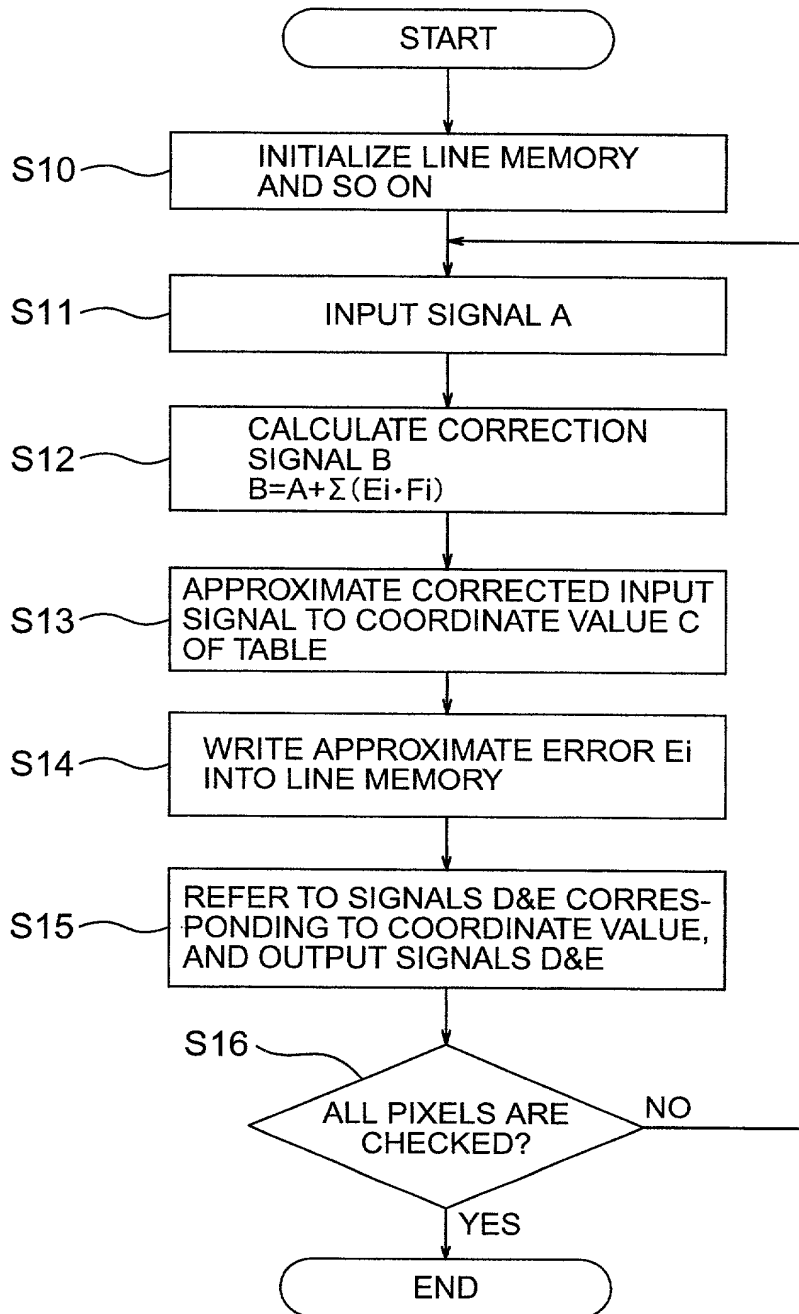 START
S10
INITIALIZE LINE MEMORY
AND SO ON
S11
INPUT SIGNAL A
S12
CALCULATE CORRECTION
SIGNAL B
B=A+Σ(Ei·Fi)
S13
APPROXIMATE CORRECTED INPUT
SIGNAL TO COORDINATE VALUE C
OF TABLE
S14
WRITE APPROXIMATE ERROR Ei
INTO LINE MEMORY
S15
REFER TO SIGNALS D&E CORRES-
PONDING TO COORDINATE VALUE,
AND OUTPUT SIGNALS D&E
S16
ALL PIXELS ARE
CHECKED?
NO
YES
END